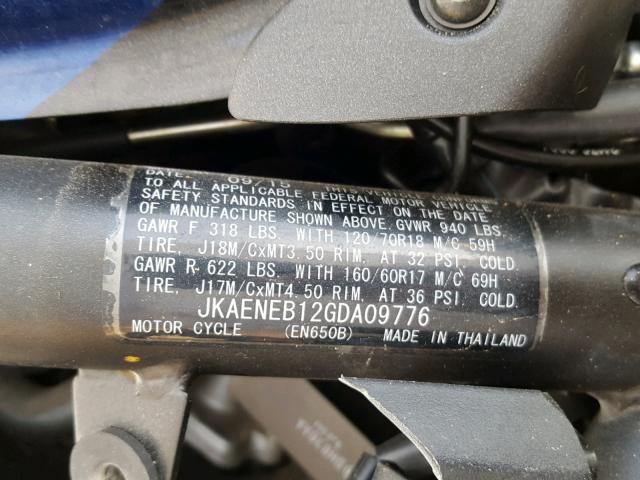 DATE: 09/15 THIS
TO ALL APPLICABLE FEDERAL MOTOR VEHICLE
SAFETY STANDARDS IN EFFECT ON THE DATE
OF MANUFACTURE SHOWN ABOVE. GVWR 940 LBS.
GAWR F 318 LBS. WITH 120/70R18 M/C 59H
TIRE, J18M/CxMT3.50 RIM, AT 32 PSI, COLD.
GAWR R 622 LBS. WITH 160/60R17 M/C 69H
TIRE, J17M/CxMT4.50 RIM, AT 36 PSI, COLD.
JKAENEB12GDA09776
MOTOR CYCLE (EN650B) MADE IN THAILAND